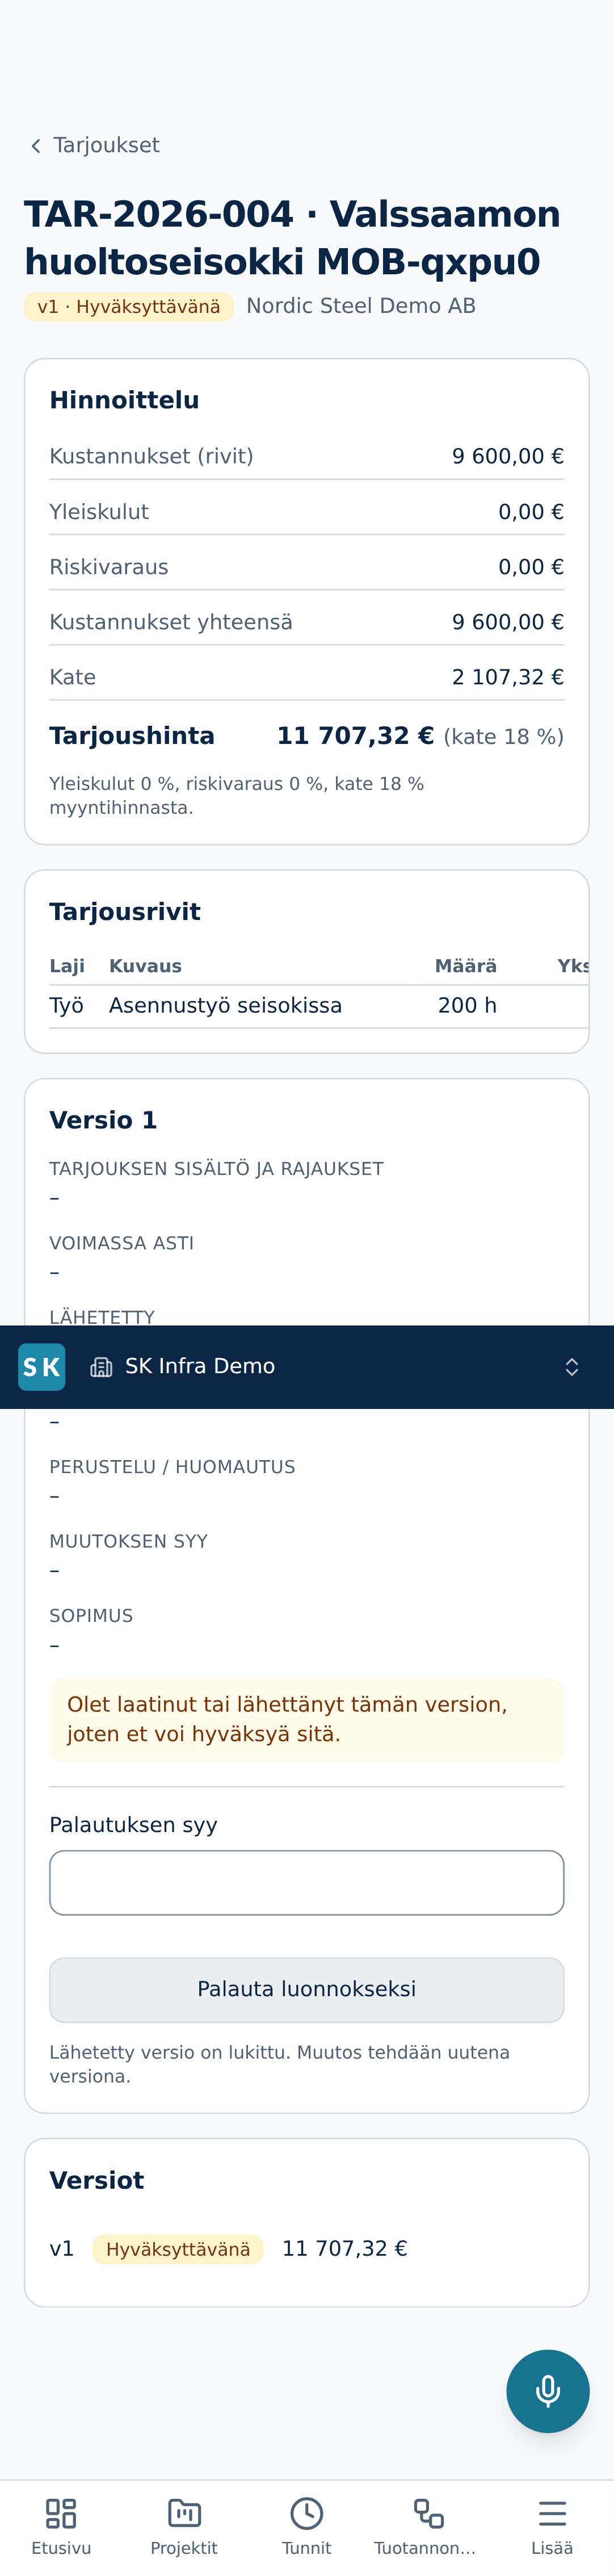 Tarjoukset
TAR-2026-004 · Valssaamon
huoltoseisokki MOB-qxpu0
v1 · Hyväksyttävänä Nordic Steel Demo AB
Hinnoittelu
Kustannukset (rivit) 9 600,00 €
Yleiskulut 0,00 €
Riskivaraus 0,00 €
Kustannukset yhteensä 9 600,00 €
Kate 2 107,32 €
Tarjoushinta 11 707,32 € (kate 18 %)
Yleiskulut 0 %, riskivaraus 0 %, kate 18 %
myyntihinnasta.
Tarjousrivit
Laji Kuvaus Määrä Yks
Työ Asennustyö seisokissa 200 h
Versio 1
TARJOUKSEN SISÄLTÖ JA RAJAUKSET
–
VOIMASSA ASTI
–
LÄHETETTY
SK SK Infra Demo
–
PERUSTELU / HUOMAUTUS
–
MUUTOKSEN SYY
–
SOPIMUS
–
Olet laatinut tai lähettänyt tämän version,
joten et voi hyväksyä sitä.
Palautuksen syy
Palauta luonnokseksi
Lähetetty versio on lukittu. Muutos tehdään uutena
versiona.
Versiot
v1 Hyväksyttävänä 11 707,32 €
Etusivu Projektit Tunnit Tuotannon... Lisää